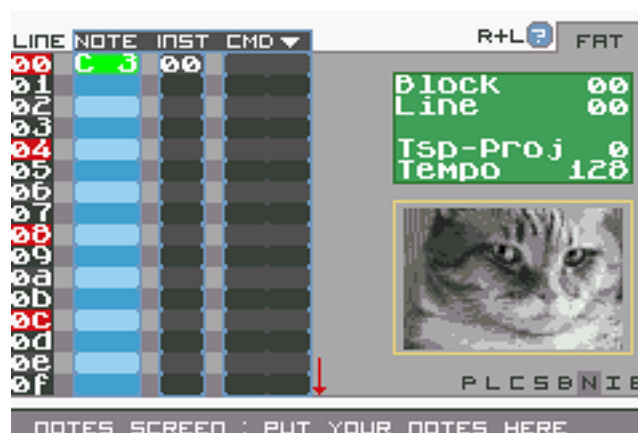 R+L ? FAT
LINE NOTE INST CMD
00 C 3 00
01
02
03
04
05
06
07
08
09
0a
0b
0c
0d
0e
0f
Block 00
Line 00
Tsp-Proj 0
Tempo 128
P L C S B N I E
NOTES SCREEN : PUT YOUR NOTES HERE